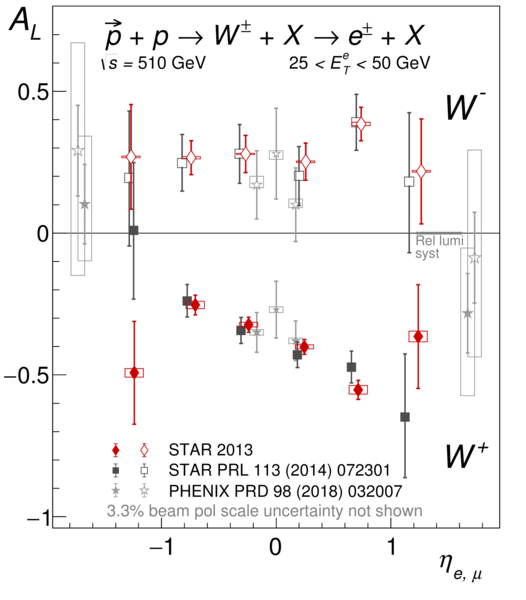 A_L
p⃗ + p → W^± + X → e^± + X
√s = 510 GeV
25 < E_T^e < 50 GeV
0.5
W^-
0
Rel lumi
syst
−0.5
W^+
STAR 2013
STAR PRL 113 (2014) 072301
PHENIX PRD 98 (2018) 032007
3.3% beam pol scale uncertainty not shown
−1
−1 0 1
η_{e, μ}